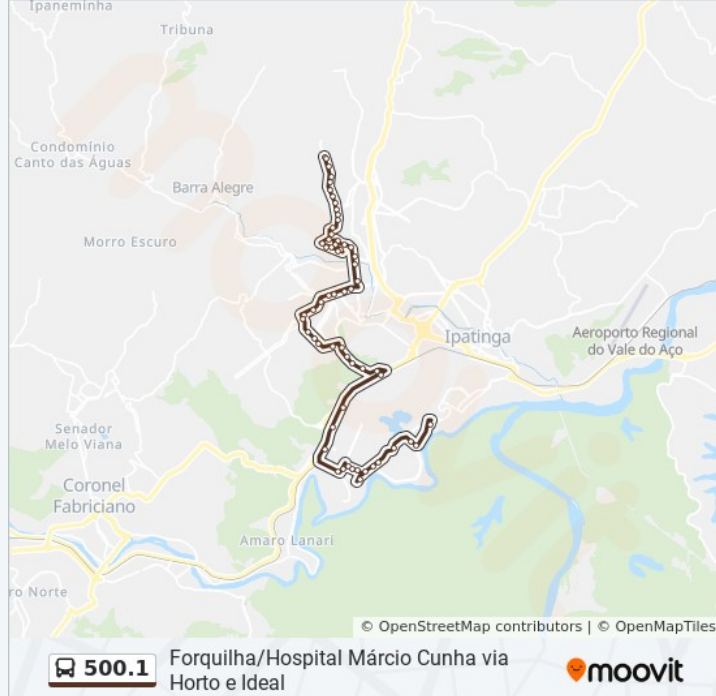 Ipaneminha
Tribuna
Condomínio
Canto das Águas
Barra Alegre
Morro Escuro
Ipatinga
Aeroporto Regional
do Vale do Aço
Senador
Melo Viana
Coronel
Fabriciano
Amaro Lanari
ro Norte
© OpenStreetMap contributors | © OpenMapTiles
500.1
Forquilha/Hospital Márcio Cunha via
Horto e Ideal
moovit